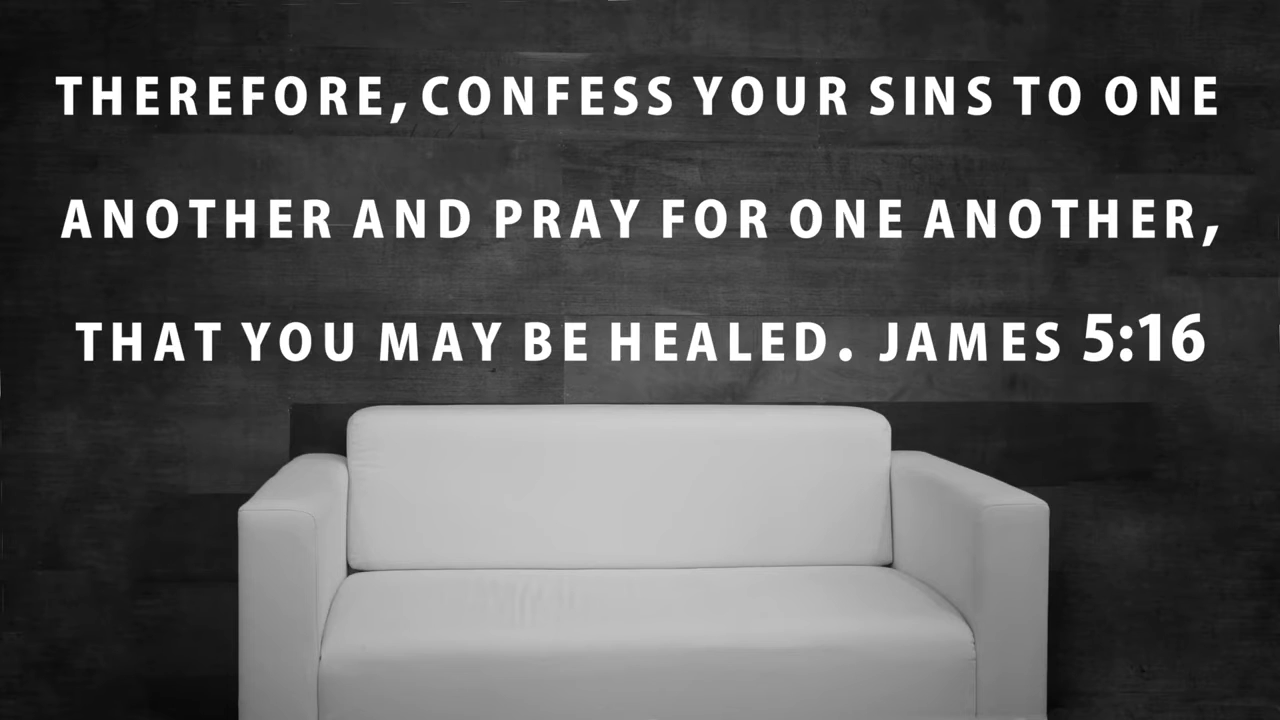 THEREFORE, CONFESS YOUR SINS TO ONE
ANOTHER AND PRAY FOR ONE ANOTHER,
THAT YOU MAY BE HEALED. JAMES 5:16